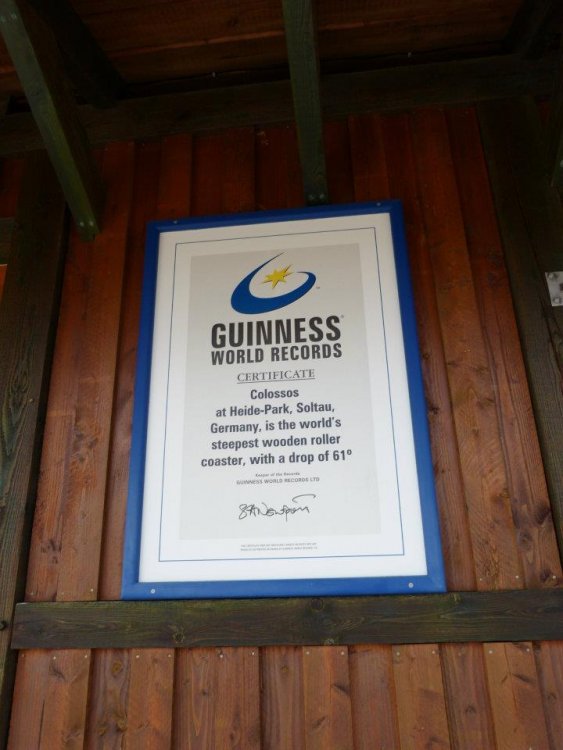 GUINNESS
WORLD RECORDS
CERTIFICATE
Colossos
at Heide-Park, Soltau,
Germany, is the world's
steepest wooden roller
coaster, with a drop of 61º
Keeper of the Records
GUINNESS WORLD RECORDS LTD